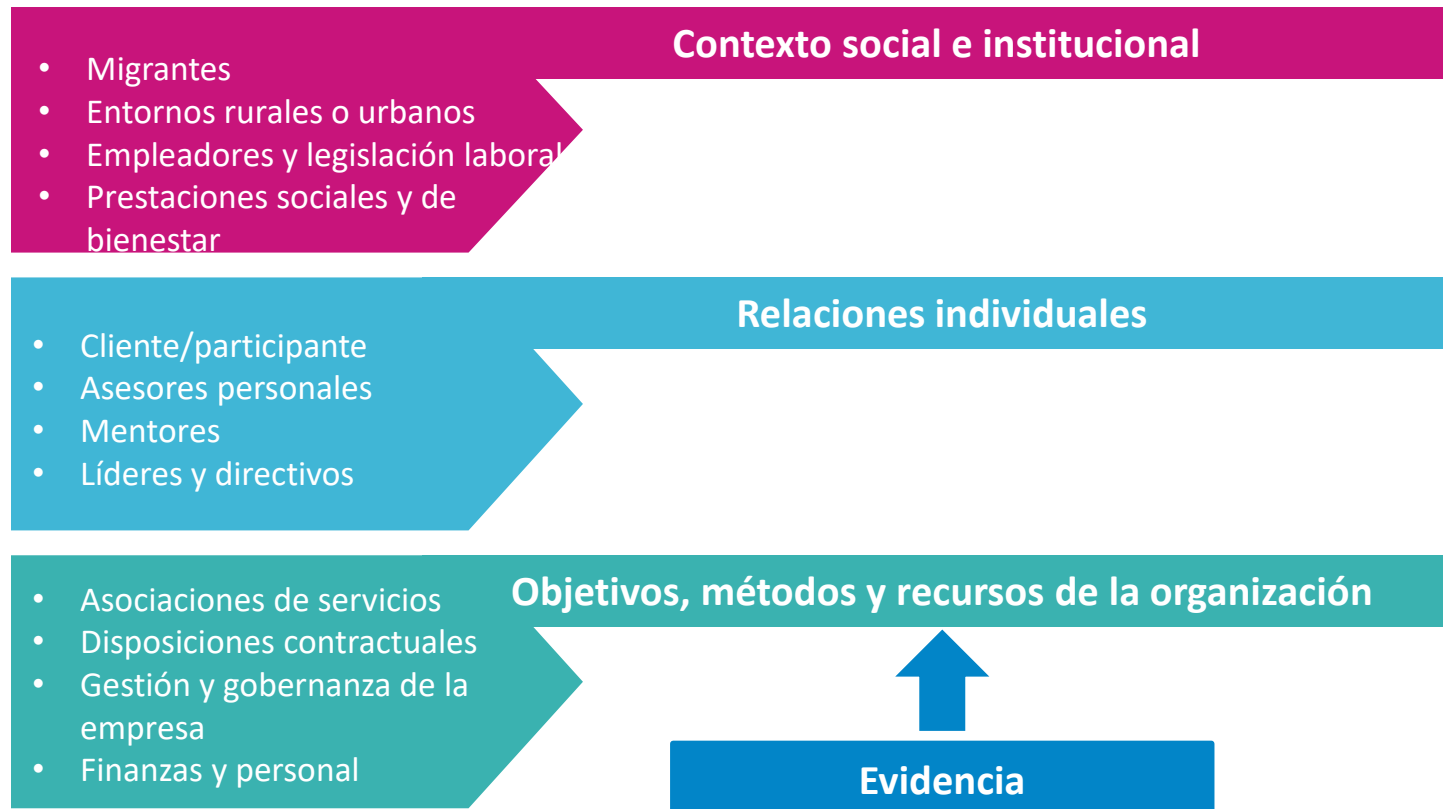 Contexto social e institucional
• Migrantes
• Entornos rurales o urbanos
• Empleadores y legislación laboral
• Prestaciones sociales y de
bienestar
Relaciones individuales
• Cliente/participante
• Asesores personales
• Mentores
• Líderes y directivos
Objetivos, métodos y recursos de la organización
• Asociaciones de servicios
• Disposiciones contractuales
• Gestión y gobernanza de la
empresa
• Finanzas y personal
Evidencia